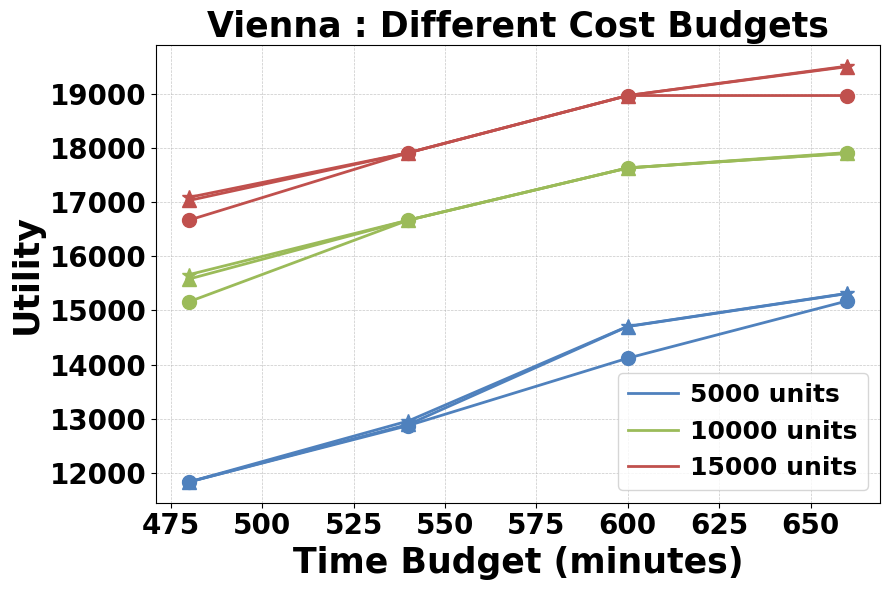 Vienna : Different Cost Budgets
Utility
19000
18000
17000
16000
15000
14000
13000
12000
5000 units
10000 units
15000 units
475 500 525 550 575 600 625 650
Time Budget (minutes)